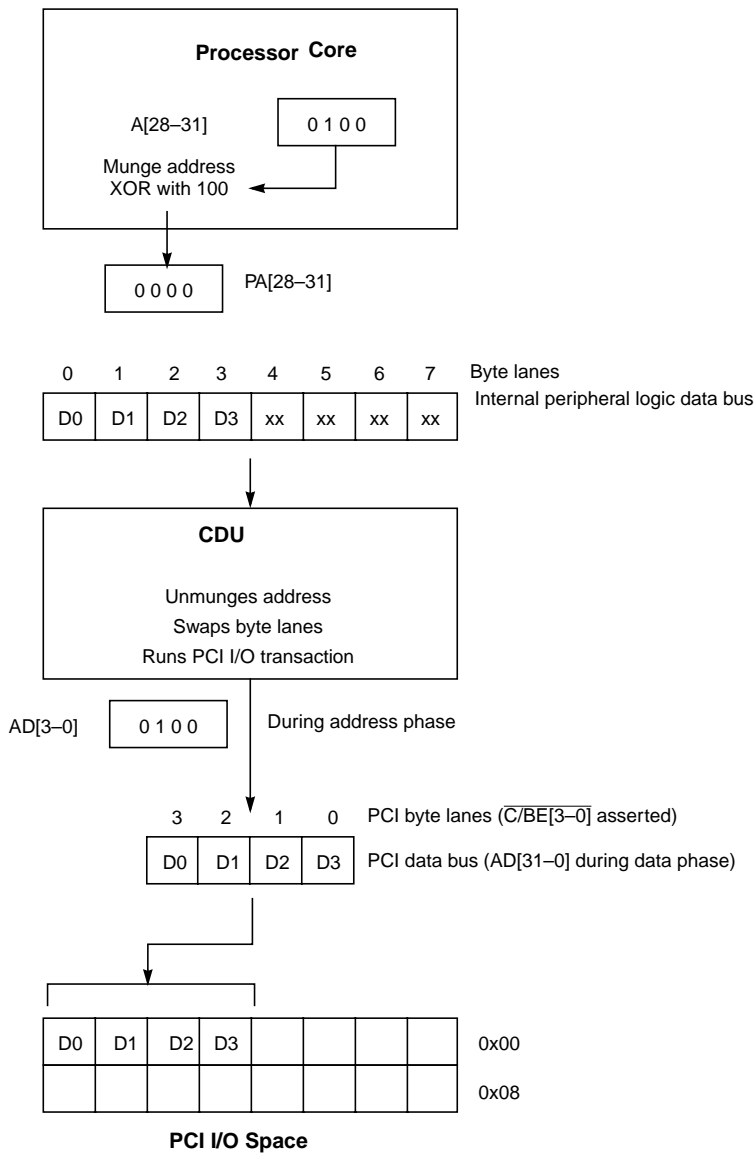 Processor Core
A[28–31]
0 1 0 0
Munge address
XOR with 100
0 0 0 0
PA[28–31]
0 1 2 3 4 5 6 7 Byte lanes
D0 D1 D2 D3 xx xx xx xx Internal peripheral logic data bus
CDU
Unmunges address
Swaps byte lanes
Runs PCI I/O transaction
AD[3–0] 0 1 0 0 During address phase
3 2 1 0 PCI byte lanes (C/BE[3–0] asserted)
D0 D1 D2 D3 PCI data bus (AD[31–0] during data phase)
D0 D1 D2 D3 0x00
0x08
PCI I/O Space